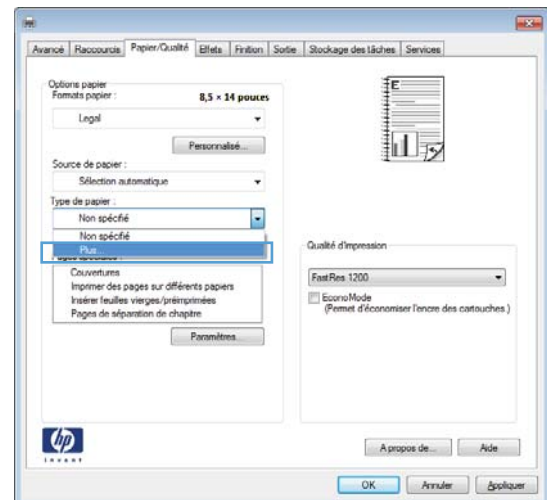 Avancé Raccourcis Papier/Qualité Effets Finition Sortie Stockage des tâches Services
Options papier
Formats papier : 8,5 × 14 pouces
Legal
Personnalisé...
Source de papier :
Sélection automatique
Type de papier :
Non spécifié
Non spécifié
Plus...
Pages spéciales :
Couvertures
Imprimer des pages sur différents papiers
Insérer feuilles vierges/préimprimées
Pages de séparation de chapitre
Paramètres...
E
Qualité d'impression
FastRes 1200
EconoMode
(Permet d'économiser l'encre des cartouches.)
hp
invent
A propos de... Aide
OK Annuler Appliquer